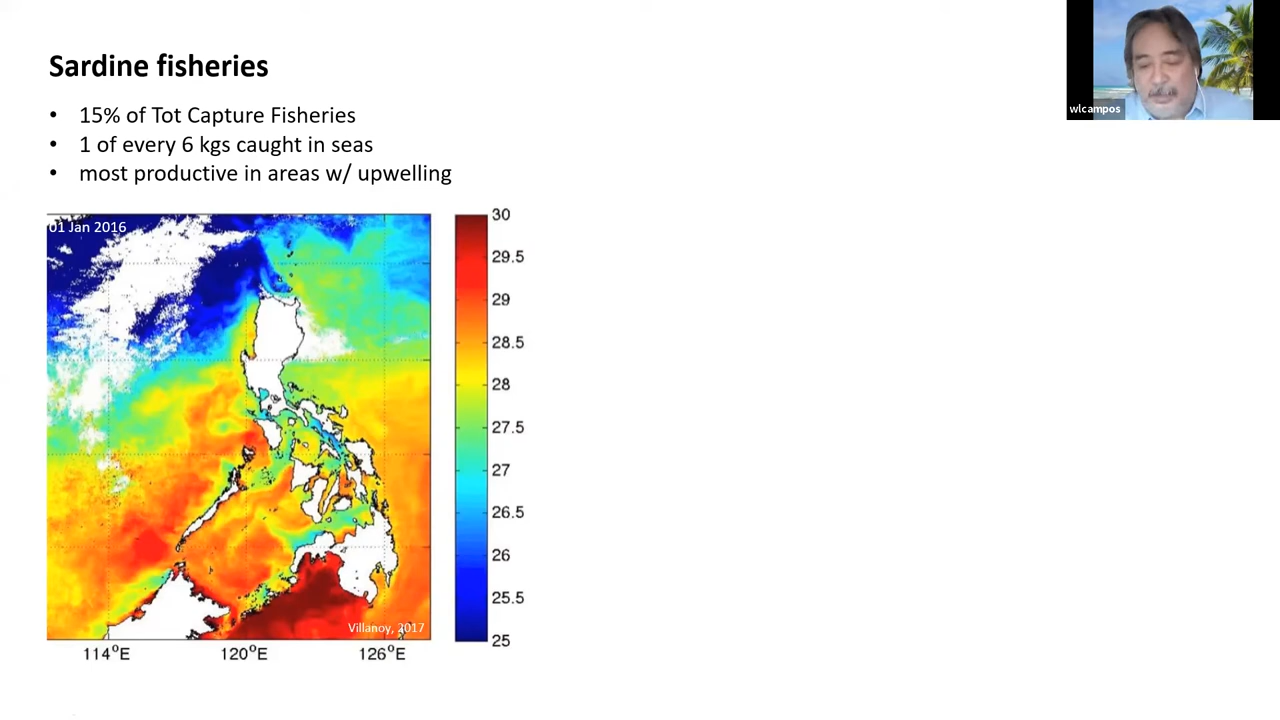 Sardine fisheries
wlcampos
• 15% of Tot Capture Fisheries
• 1 of every 6 kgs caught in seas
• most productive in areas w/ upwelling
01 Jan 2016
30
29.5
29
28.5
28
27.5
27
26.5
26
25.5
25
Villanoy, 2017
114°E 120°E 126°E